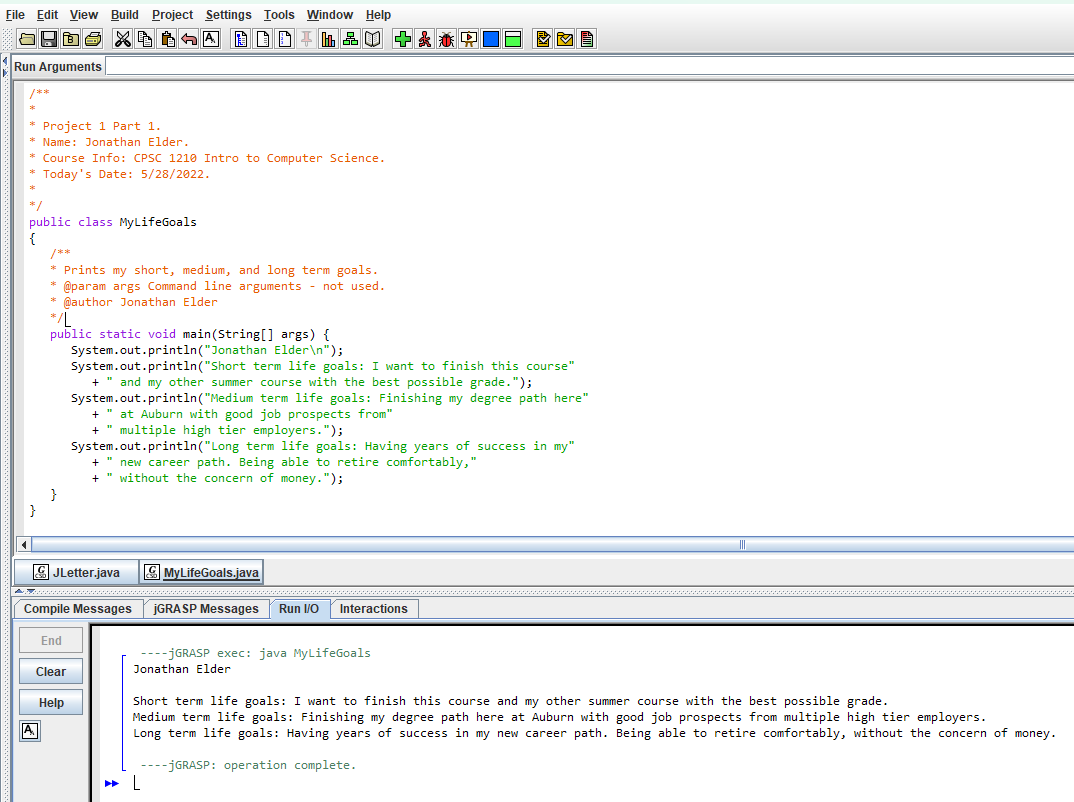 File Edit View Build Project Settings Tools Window Help
Run Arguments
/**
*
* Project 1 Part 1.
* Name: Jonathan Elder.
* Course Info: CPSC 1210 Intro to Computer Science.
* Today's Date: 5/28/2022.
*
*/
public class MyLifeGoals
{
/**
* Prints my short, medium, and long term goals.
* @param args Command line arguments - not used.
* @author Jonathan Elder
*/
public static void main(String[] args) {
System.out.println("Jonathan Elder\n");
System.out.println("Short term life goals: I want to finish this course"
+ " and my other summer course with the best possible grade.");
System.out.println("Medium term life goals: Finishing my degree path here"
+ " at Auburn with good job prospects from"
+ " multiple high tier employers.");
System.out.println("Long term life goals: Having years of success in my"
+ " new career path. Being able to retire comfortably,"
+ " without the concern of money.");
}
}
JLetter.java MyLifeGoals.java
Compile Messages jGRASP Messages Run I/O Interactions
End
Clear
Help
----jGRASP exec: java MyLifeGoals
Jonathan Elder
Short term life goals: I want to finish this course and my other summer course with the best possible grade.
Medium term life goals: Finishing my degree path here at Auburn with good job prospects from multiple high tier employers.
Long term life goals: Having years of success in my new career path. Being able to retire comfortably, without the concern of money.
----jGRASP: operation complete.